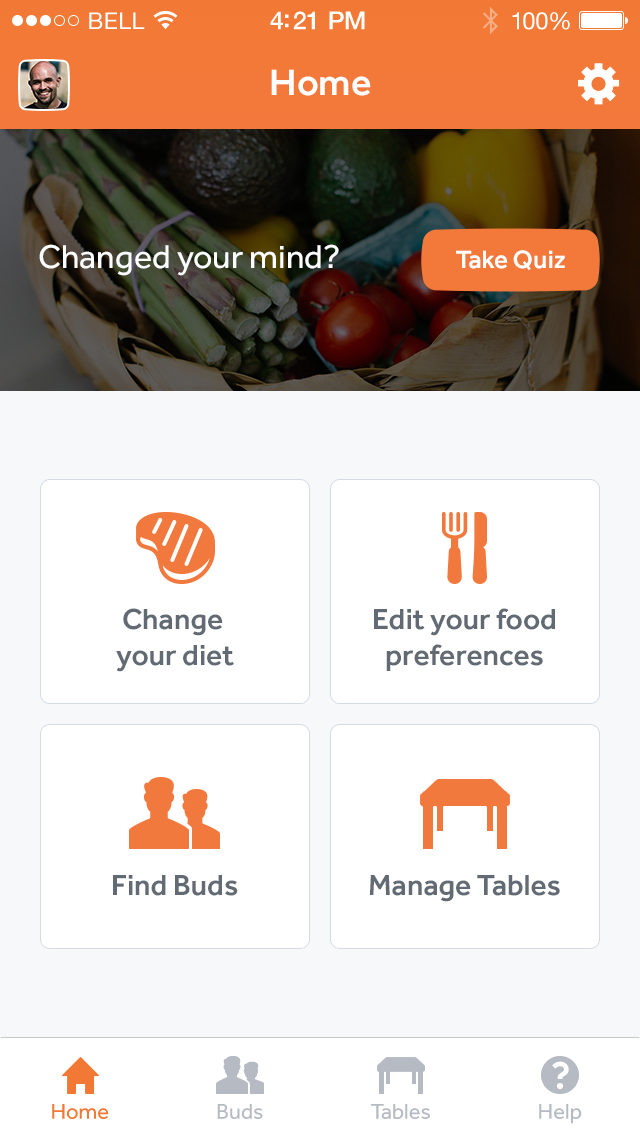 BELL 4:21 PM 100%
Home
Changed your mind? Take Quiz
Change
your diet
Edit your food
preferences
Find Buds
Manage Tables
Home Buds Tables Help